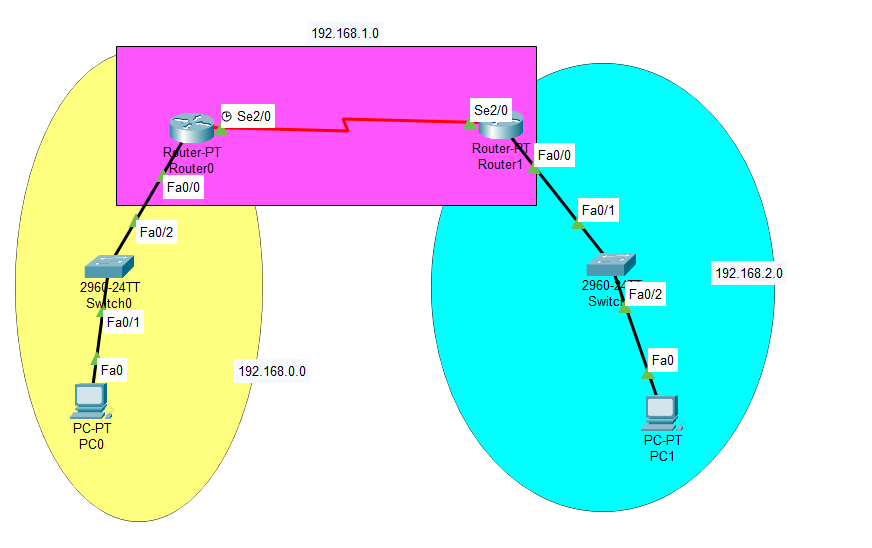 192.168.1.0
Se2/0
Se2/0
Router-PT
Router0
Router-PT
Router1
Fa0/0
Fa0/0
Fa0/2
Fa0/1
2960-24TT
Switch0
2960-24TT
Fa0/2
192.168.2.0
Fa0/1
Fa0
192.168.0.0
Fa0
PC-PT
PC0
PC-PT
PC1